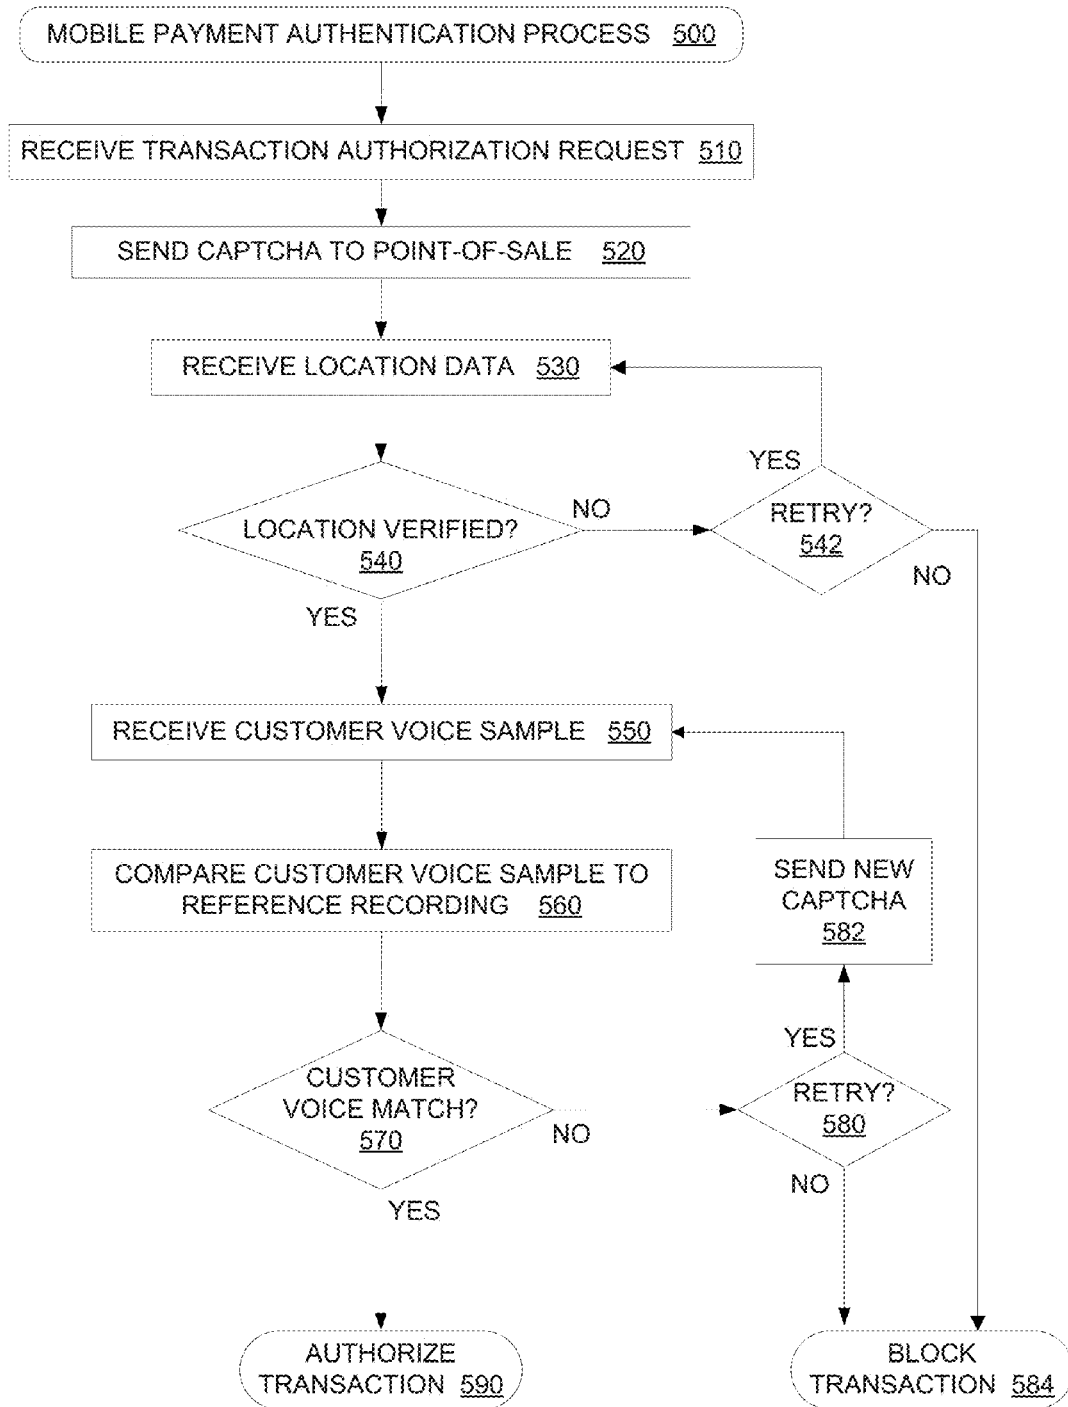 MOBILE PAYMENT AUTHENTICATION PROCESS 500
RECEIVE TRANSACTION AUTHORIZATION REQUEST 510
SEND CAPTCHA TO POINT-OF-SALE 520
RECEIVE LOCATION DATA 530
YES
NO
RETRY?
542
LOCATION VERIFIED?
540
NO
YES
RECEIVE CUSTOMER VOICE SAMPLE 550
COMPARE CUSTOMER VOICE SAMPLE TO
REFERENCE RECORDING 560
SEND NEW
CAPTCHA
582
YES
CUSTOMER
VOICE MATCH?
570
NO
RETRY?
580
NO
YES
AUTHORIZE
TRANSACTION 590
BLOCK
TRANSACTION 584